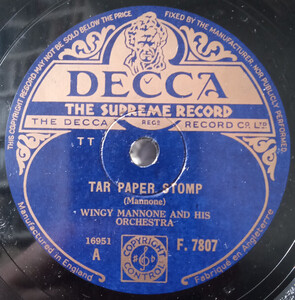 THIS COPYRIGHT RECORD MAY NOT BE SOLD BELOW THE PRICE
FIXED BY THE MANUFACTURER, NOR PUBLICLY PERFORMED
DECCA
THE SUPREME RECORD
THE DECCA REGD RECORD CO. LTD
TT
TAR PAPER STOMP
(Mannone)
WINGY MANNONE AND HIS
ORCHESTRA
16951
A
F. 7807
COPYRIGHT
CONTROL
Made in England
Fabriqué en Angleterre